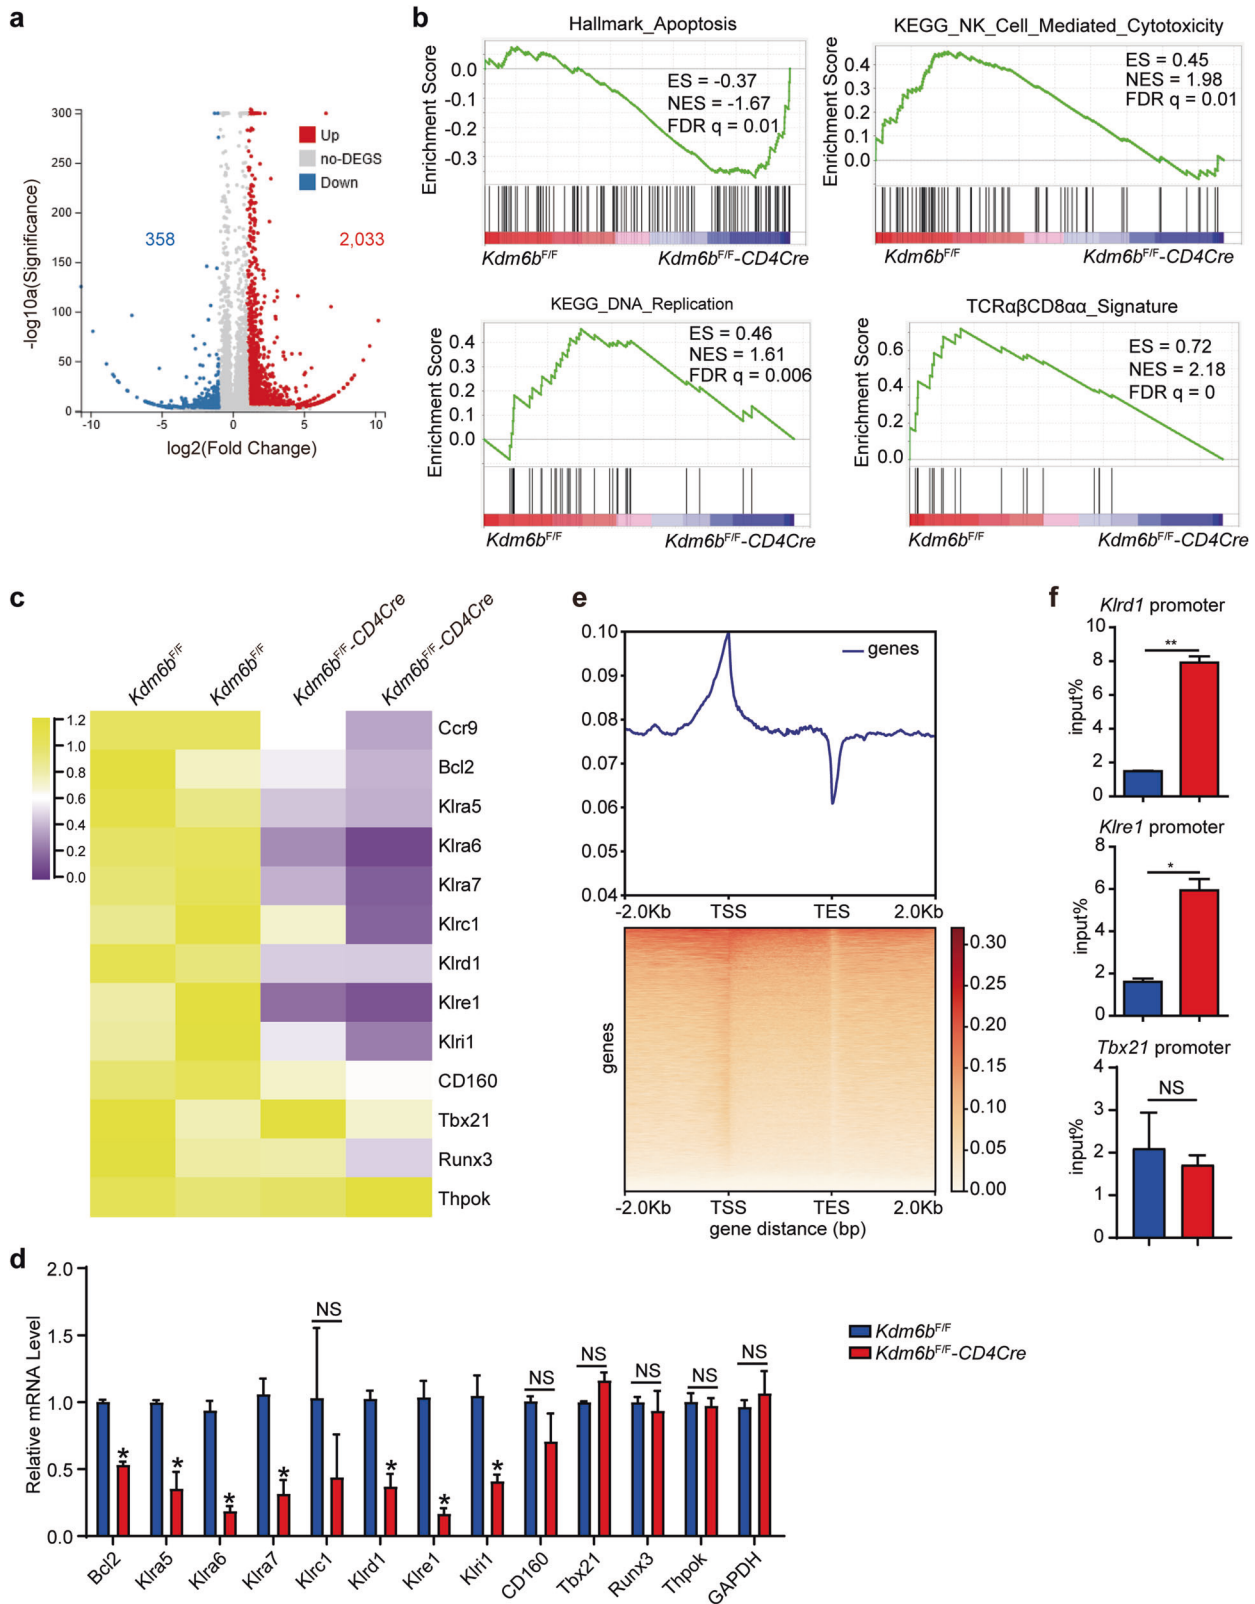 a
300
250
200
150
100
50
0
-log10a(Significance)
Up
no-DEGS
Down
358
2,033
-10
-5
0
5
10
log2(Fold Change)
b
Hallmark_Apoptosis
Enrichment Score
0.0
-0.1
-0.2
-0.3
ES = -0.37
NES = -1.67
FDR q = 0.01
Kdm6bF/F
Kdm6bF/F-CD4Cre
KEGG_NK_Cell_Mediated_Cytotoxicity
Enrichment Score
0.4
0.3
0.2
0.1
0.0
ES = 0.45
NES = 1.98
FDR q = 0.01
Kdm6bF/F
Kdm6bF/F-CD4Cre
KEGG_DNA_Replication
Enrichment Score
0.4
0.3
0.2
0.1
0.0
ES = 0.46
NES = 1.61
FDR q = 0.006
Kdm6bF/F
Kdm6bF/F-CD4Cre
TCRαβCD8αα_Signature
Enrichment Score
0.6
0.4
0.2
0.0
ES = 0.72
NES = 2.18
FDR q = 0
Kdm6bF/F
Kdm6bF/F-CD4Cre
c
Kdm6bF/F
Kdm6bF/F
Kdm6bF/F-CD4Cre
Kdm6bF/F-CD4Cre
1.2
1.0
0.8
0.6
0.4
0.2
0.0
Ccr9
Bcl2
Klra5
Klra6
Klra7
Klrc1
Klrd1
Klre1
Klri1
CD160
Tbx21
Runx3
Thpok
e
0.10
0.09
0.08
0.07
0.06
0.05
0.04
genes
-2.0Kb
TSS
TES
2.0Kb
genes
0.30
0.25
0.20
0.15
0.10
0.05
0.00
-2.0Kb
TSS
TES
2.0Kb
gene distance (bp)
f
Klrd1 promoter
input%
10
8
6
4
2
0
**
Klre1 promoter
input%
8
6
4
2
0
*
Tbx21 promoter
input%
4
3
2
1
0
NS
d
Relative mRNA Level
2.0
1.5
1.0
0.5
0.0
*
*
*
*
NS
*
*
*
NS
NS
NS
NS
NS
Bcl2
Klra5
Klra6
Klra7
Klrc1
Klrd1
Klre1
Klri1
CD160
Tbx21
Runx3
Thpok
GAPDH
Kdm6bF/F
Kdm6bF/F-CD4Cre